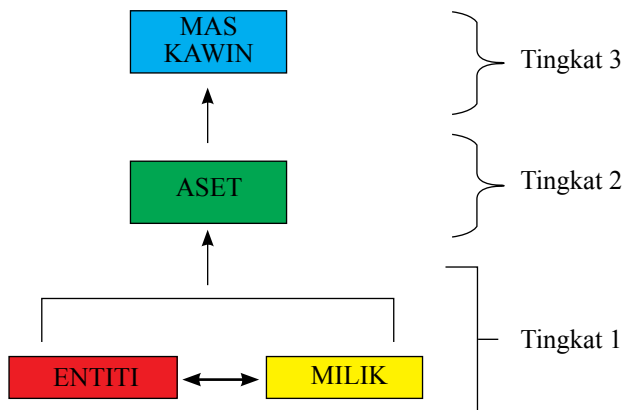 MAS
KAWIN
Tingkat 3
ASET
Tingkat 2
Tingkat 1
ENTITI
MILIK